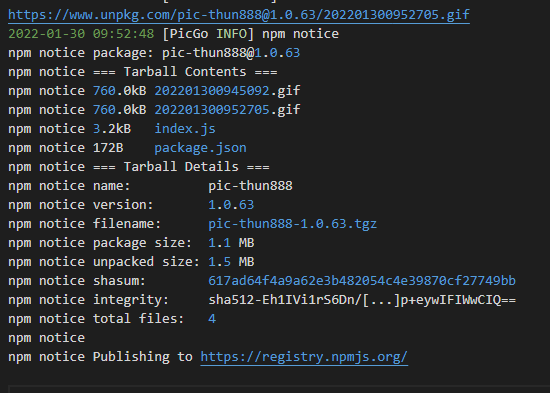 https://www.unpkg.com/pic-thun888@1.0.63/202201300952705.gif
2022-01-30 09:52:48 [PicGo INFO] npm notice
npm notice package: pic-thun888@1.0.63
npm notice === Tarball Contents ===
npm notice 760.0kB 202201300945092.gif
npm notice 760.0kB 202201300952705.gif
npm notice 3.2kB index.js
npm notice 172B package.json
npm notice === Tarball Details ===
npm notice name: pic-thun888
npm notice version: 1.0.63
npm notice filename: pic-thun888-1.0.63.tgz
npm notice package size: 1.1 MB
npm notice unpacked size: 1.5 MB
npm notice shasum: 617ad64f4a9a62e3b482054c4e39870cf27749bb
npm notice integrity: sha512-Eh1IVi1rS6Dn/[...]p+eywIFIWwCIQ==
npm notice total files: 4
npm notice
npm notice Publishing to https://registry.npmjs.org/